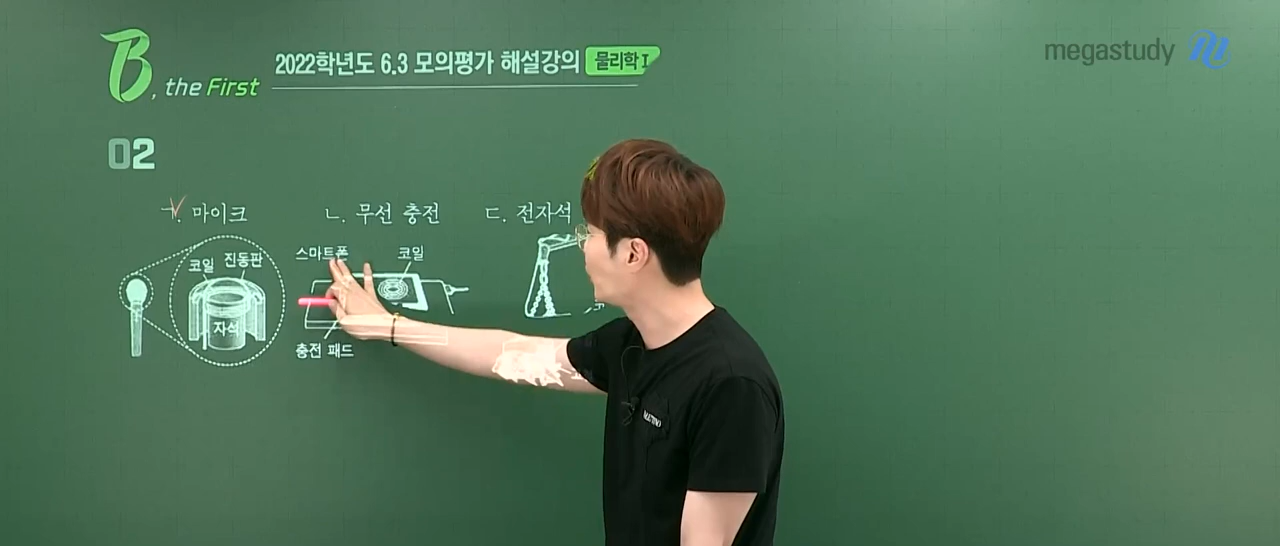 B, the First
2022학년도 6.3 모의평가 해설강의 물리학Ⅰ
megastudy
02
ㄱ. 마이크
ㄴ. 무선 충전
ㄷ. 전자석
코일 진동판
자석
스마트폰 코일
충전 패드